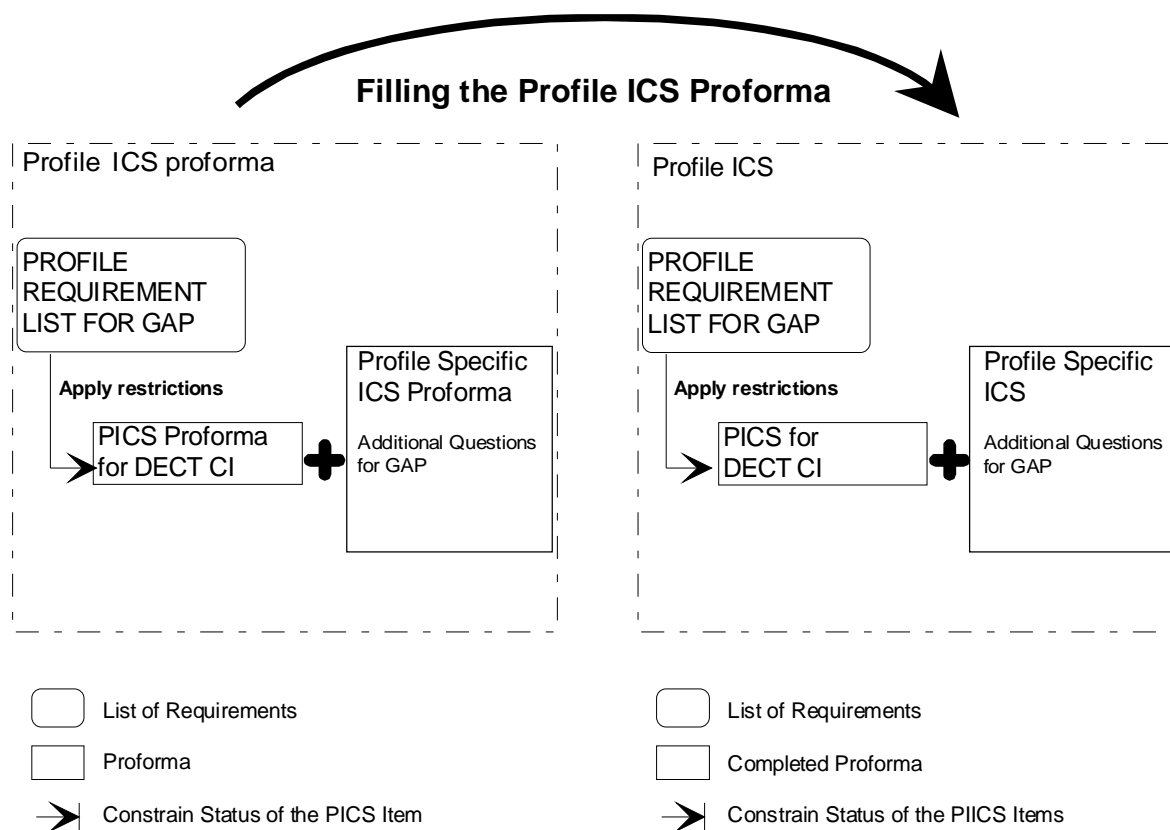 Filling the Profile ICS Proforma
Profile ICS proforma
PROFILE
REQUIREMENT
LIST FOR GAP
Apply restrictions
PICS Proforma
for DECT CI
Profile Specific
ICS Proforma
Additional Questions
for GAP
Profile ICS
PROFILE
REQUIREMENT
LIST FOR GAP
Apply restrictions
PICS for
DECT CI
Profile Specific
ICS
Additional Questions
for GAP
List of Requirements
Proforma
Constrain Status of the PICS Item
List of Requirements
Completed Proforma
Constrain Status of the PIICS Items